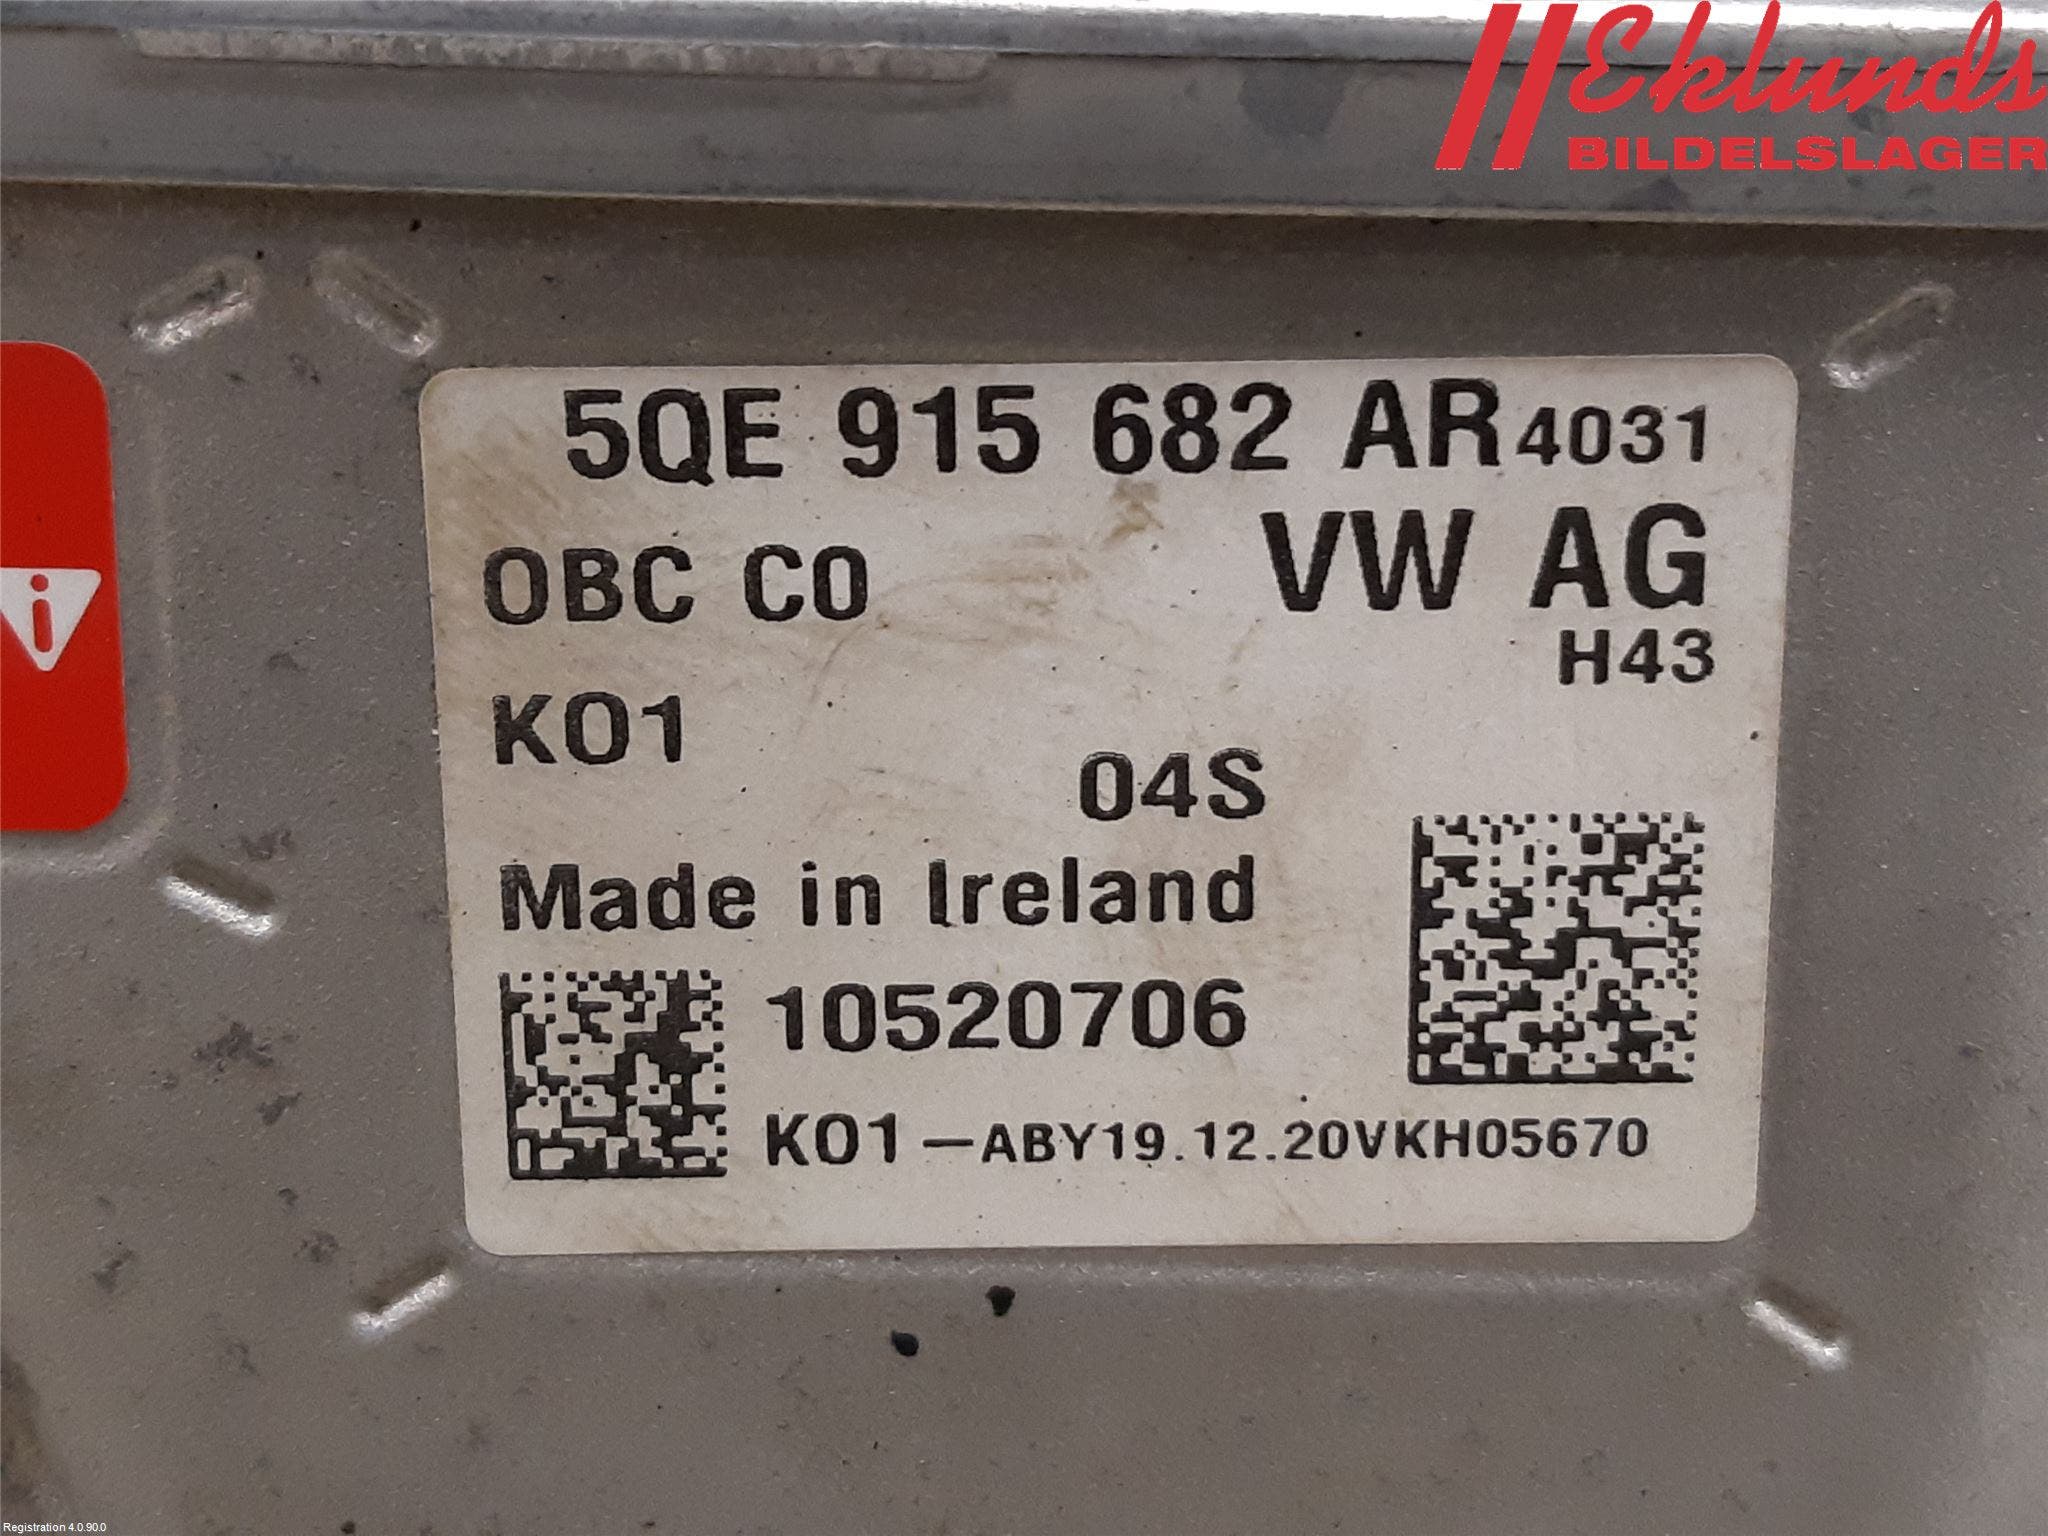 Eklunds
BILDELSLAGER
5QE 915 682 AR 4031
OBC C0 VW AG
H43
K01
04S
Made in Ireland
10520706
K01 -ABY19.12.20VKH05670
i
Registration 4.0.90.0